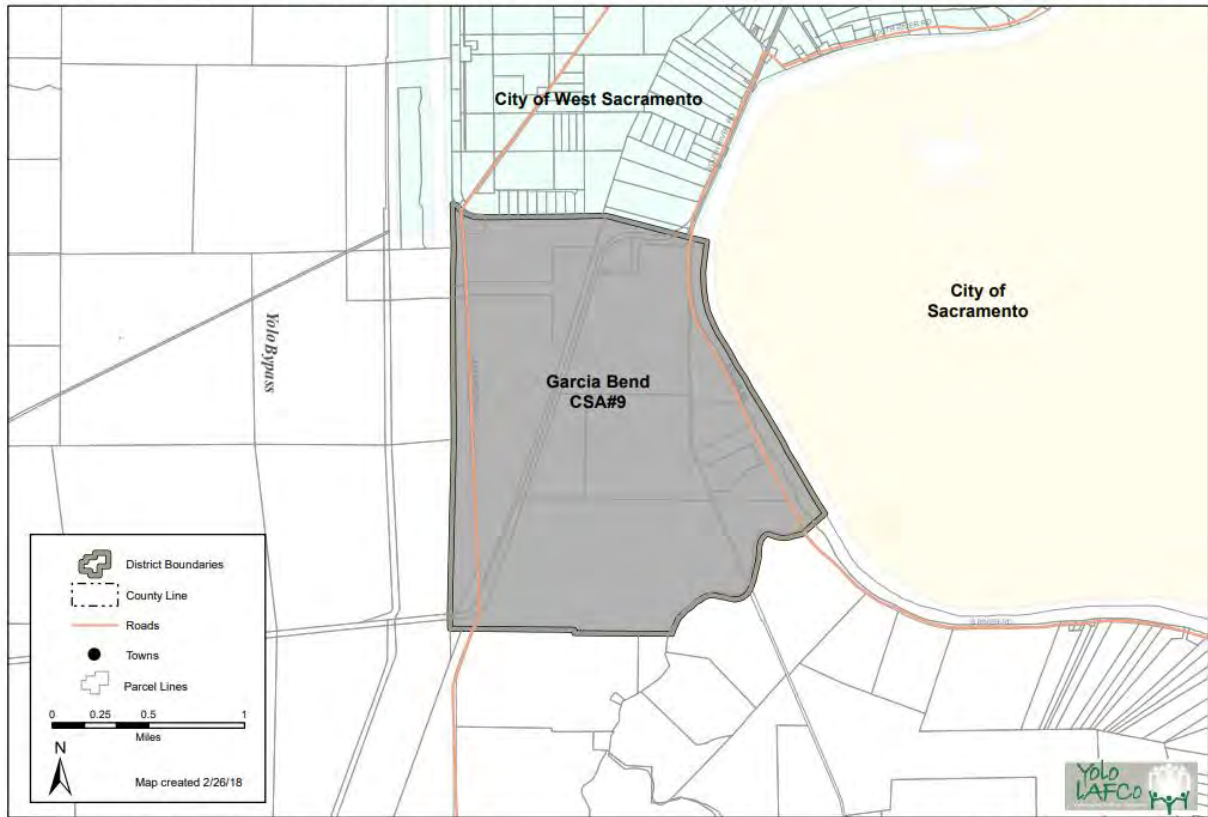 City of West Sacramento
City of
Sacramento
Yolo Bypass
Garcia Bend
CSA#9
District Boundaries
County Line
Roads
Towns
Parcel Lines
0 0.25 0.5 1
Miles
N
Map created 2/26/18
YOLO
LAFCO